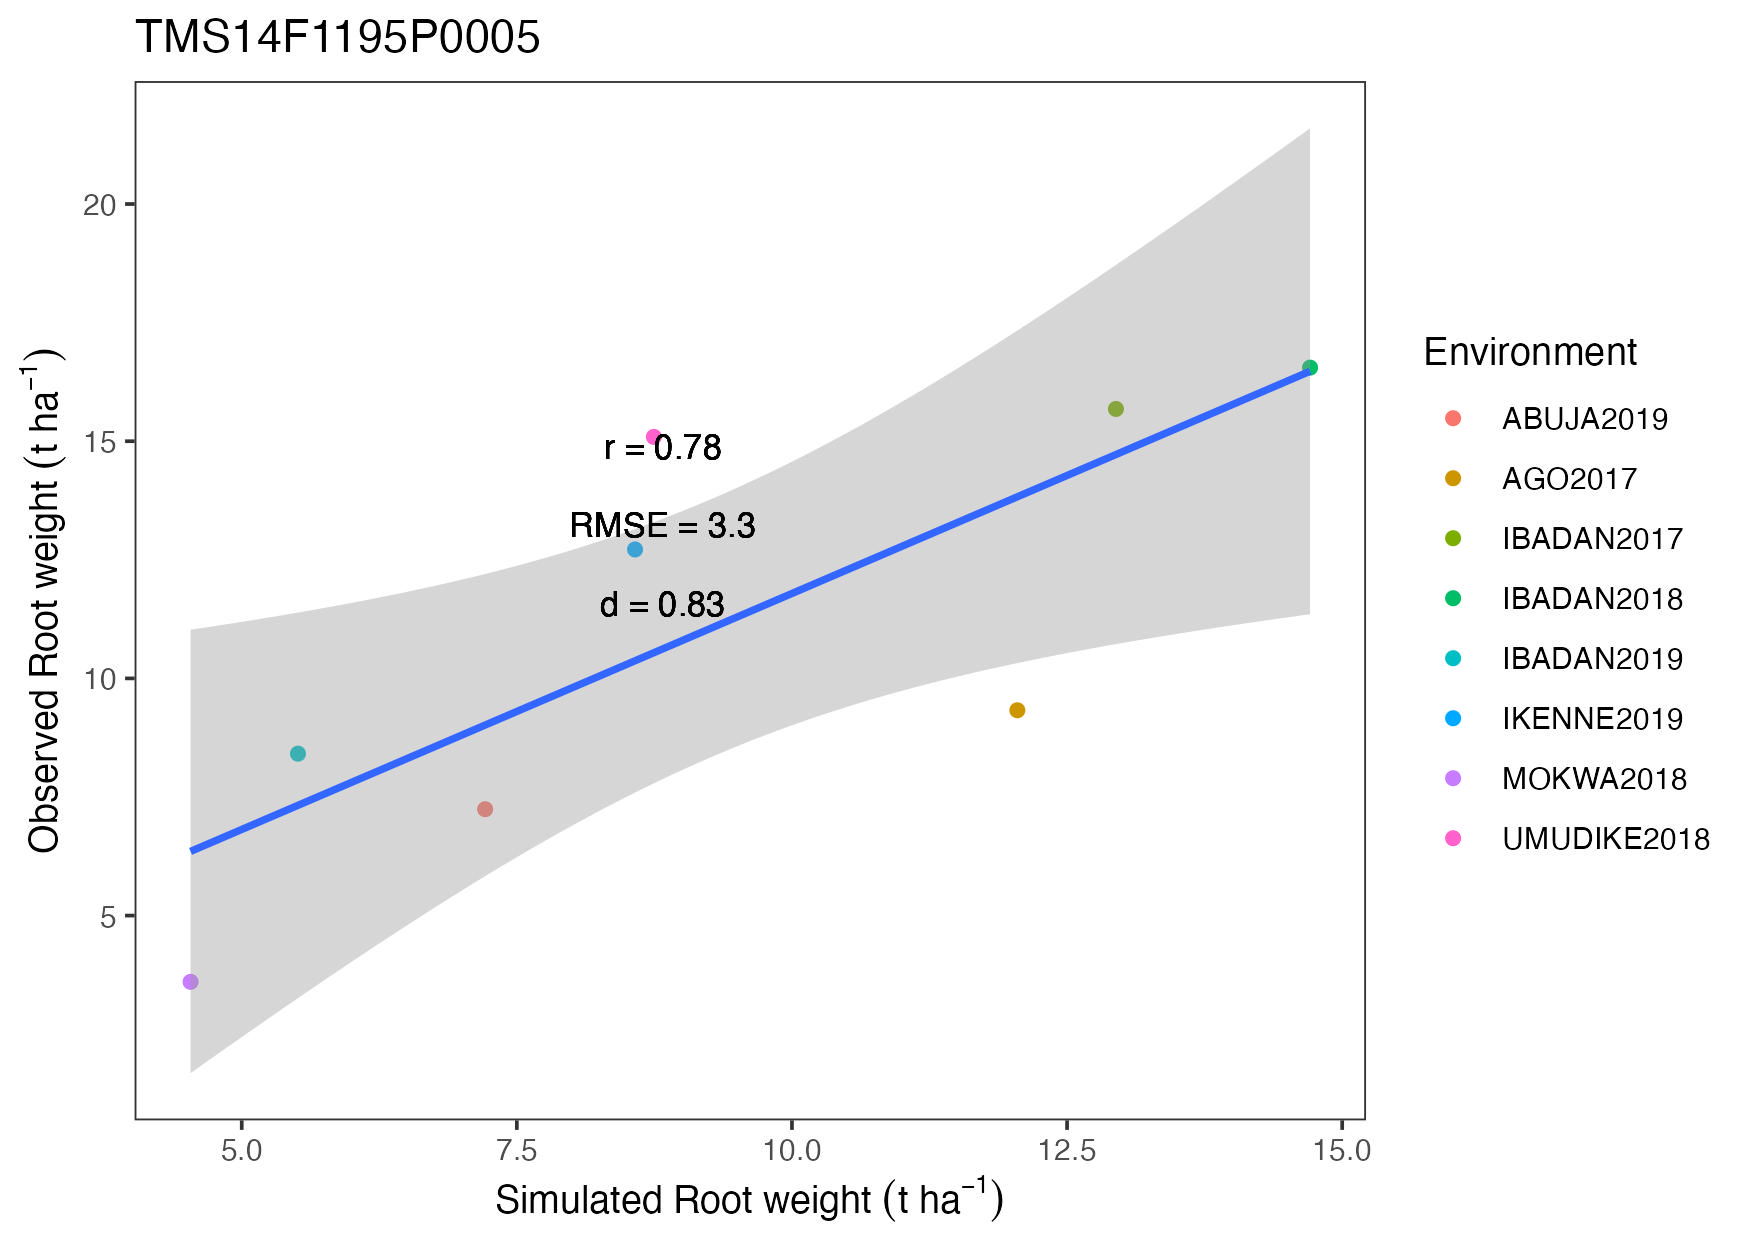 TMS14F1195P0005
Observed Root weight (t ha⁻¹)
20
15
10
5
r = 0.78
RMSE = 3.3
d = 0.83
5.0 7.5 10.0 12.5 15.0
Simulated Root weight (t ha⁻¹)
Environment
ABUJA2019
AGO2017
IBADAN2017
IBADAN2018
IBADAN2019
IKENNE2019
MOKWA2018
UMUDIKE2018